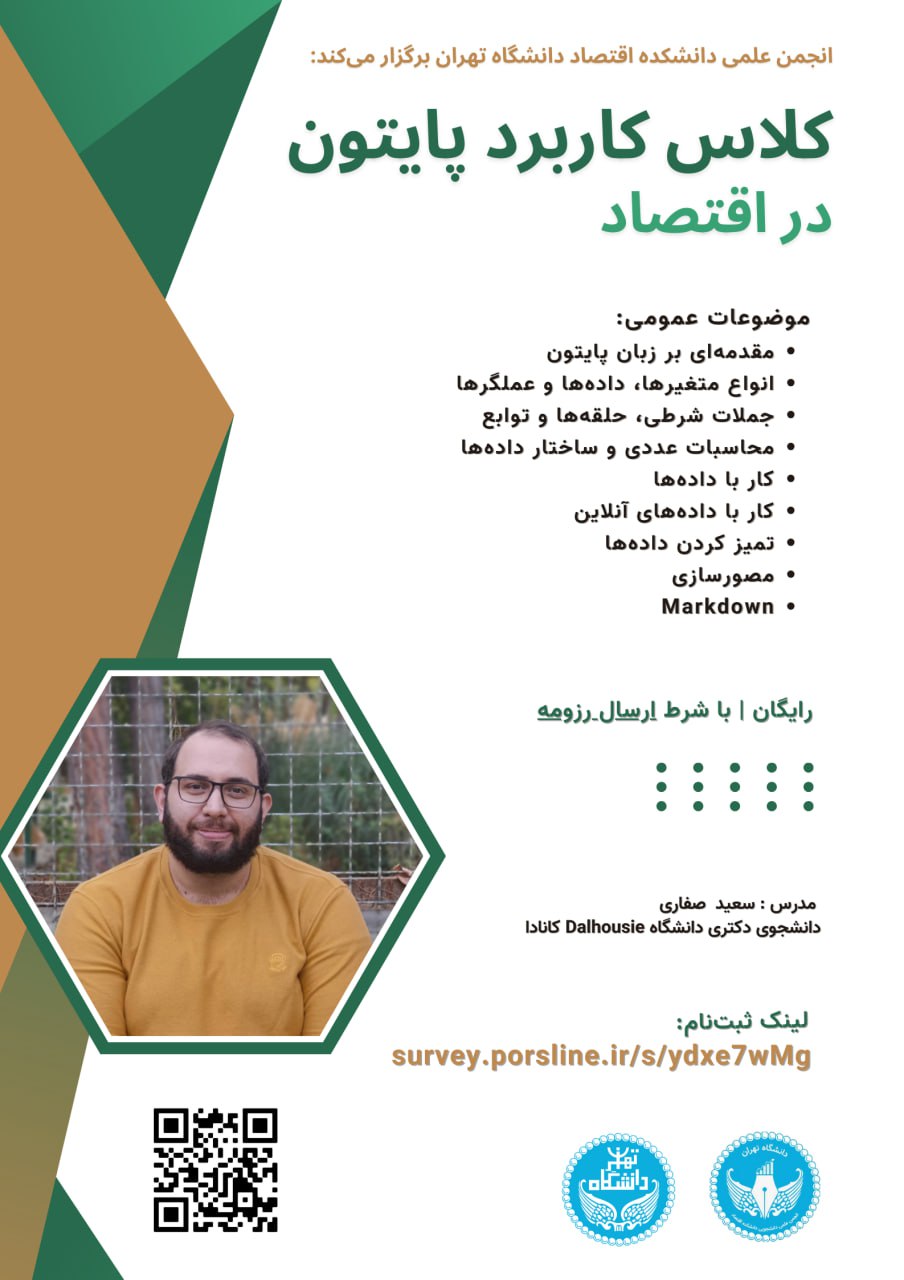 انجمن علمی دانشکده اقتصاد دانشگاه تهران برگزار می‌کند:
کلاس کاربرد پایتون
در اقتصاد
موضوعات عمومی:
• مقدمه‌ای بر زبان پایتون
• انواع متغیرها، داده‌ها و عملگرها
• جملات شرطی، حلقه‌ها و توابع
• محاسبات عددی و ساختار داده‌ها
• کار با داده‌ها
• کار با داده‌های آنلاین
• تمیز کردن داده‌ها
• مصورسازی
• Markdown
رایگان | با شرط ارسال رزومه
مدرس : سعید صفاری
دانشجوی دکتری دانشگاه Dalhousie کانادا
لینک ثبت‌نام:
survey.porsline.ir/s/ydxe7wMg
دانشگاه تهران
دانشگاه تهران